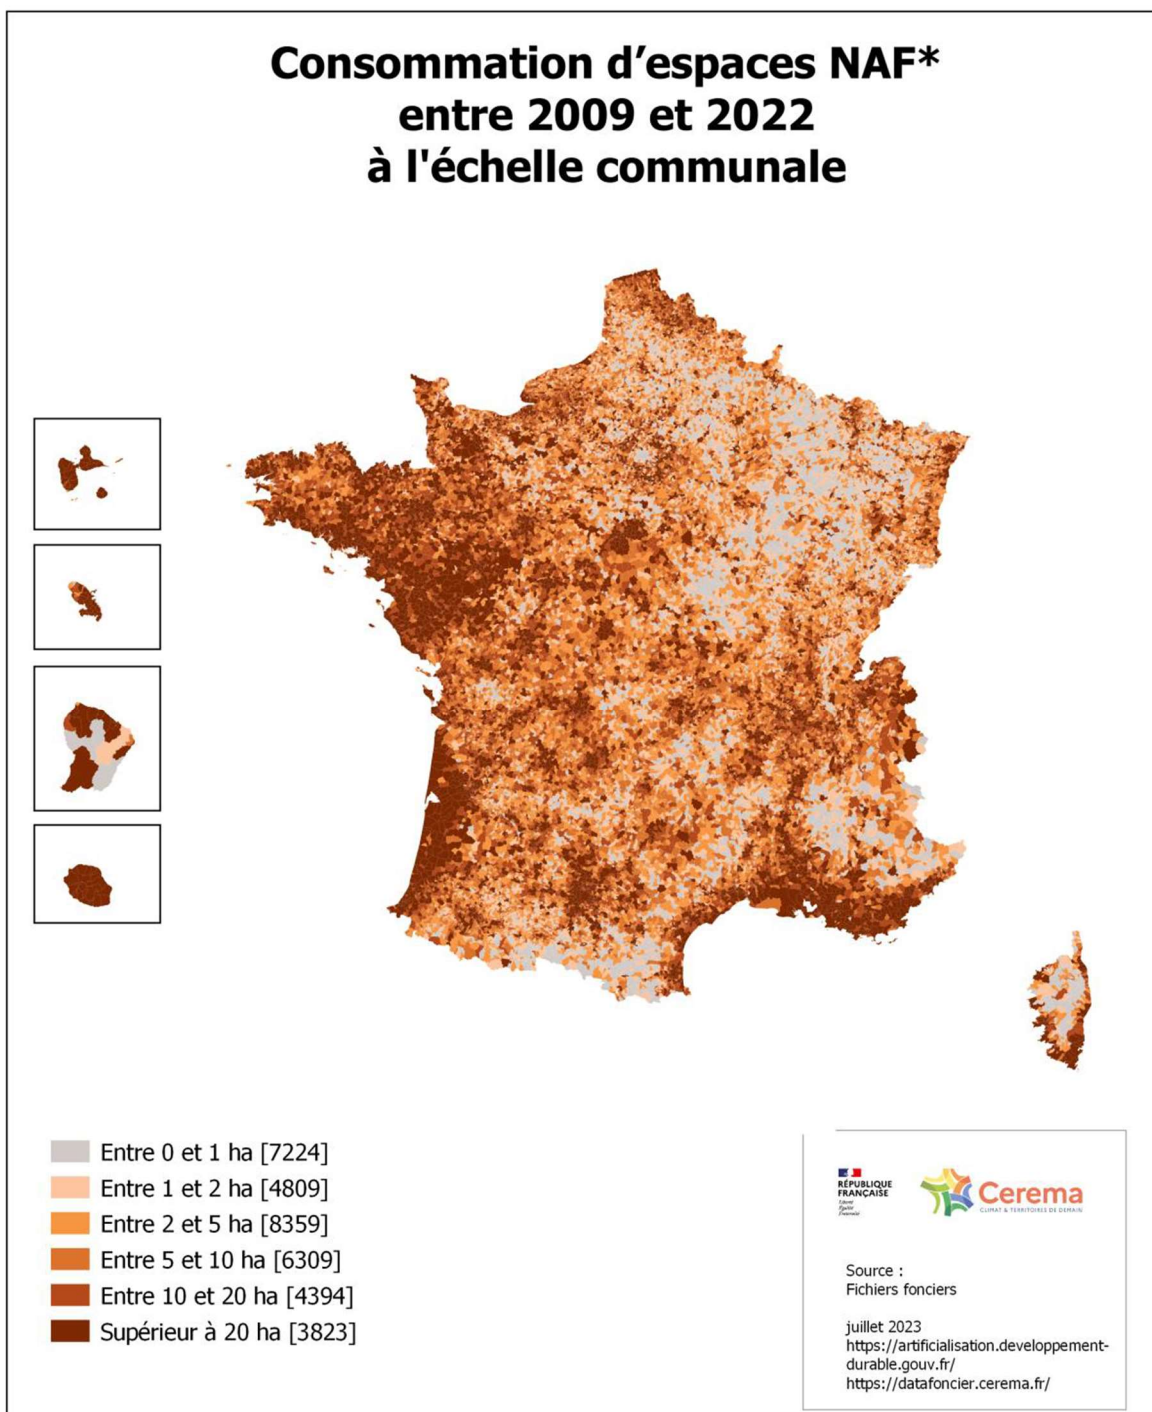 Consommation d'espaces NAF*
entre 2009 et 2022
à l'échelle communale
Entre 0 et 1 ha [7224]
Entre 1 et 2 ha [4809]
Entre 2 et 5 ha [8359]
Entre 5 et 10 ha [6309]
Entre 10 et 20 ha [4394]
Supérieur à 20 ha [3823]
RÉPUBLIQUE
FRANÇAISE
Liberté
Égalité
Fraternité
Cerema
CLIMAT & TERRITOIRES DE DEMAIN
Source :
Fichiers fonciers
juillet 2023
https://artificialisation.developpement-
durable.gouv.fr/
https://datafoncier.cerema.fr/